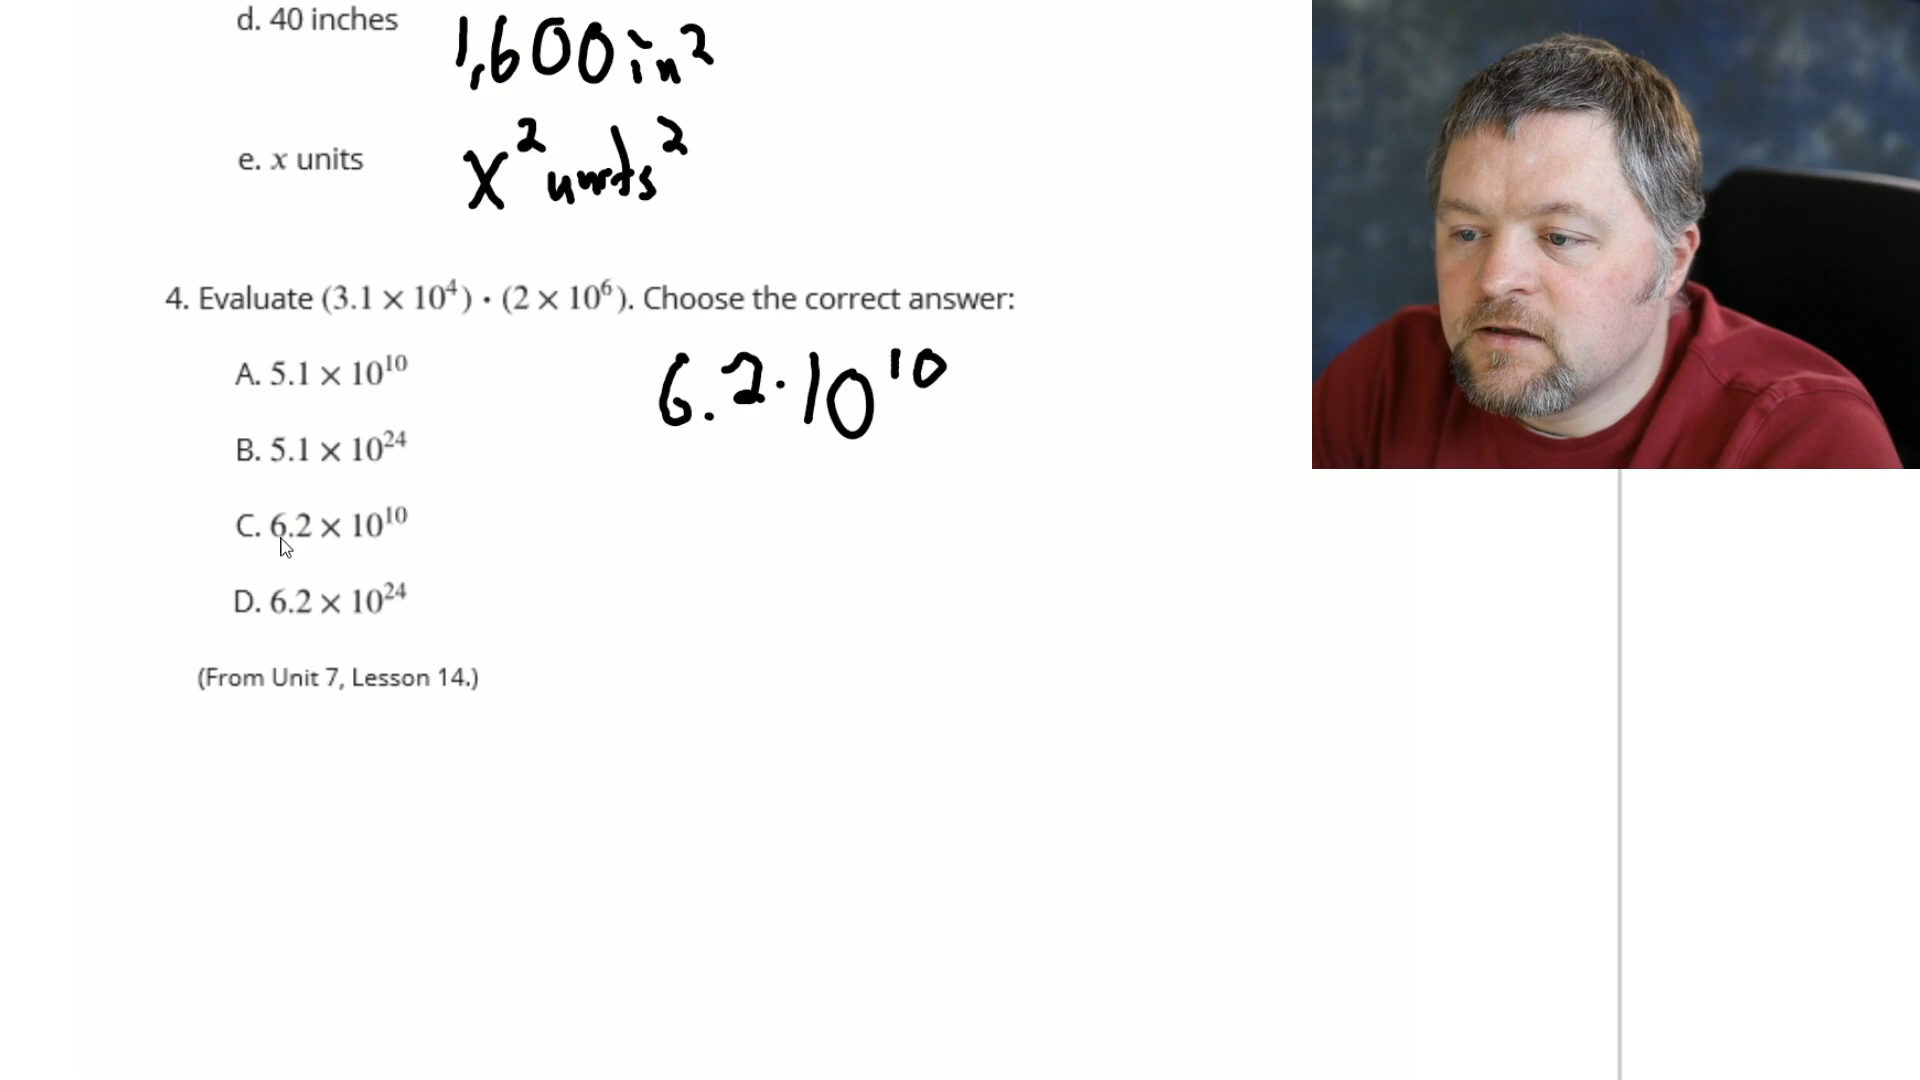 d. 40 inches 1,600 in²
e. x units x² units²
4. Evaluate (3.1 × 10⁴) · (2 × 10⁶). Choose the correct answer:
A. 5.1 × 10¹⁰ 6.2 · 10¹⁰
B. 5.1 × 10²⁴
C. 6.2 × 10¹⁰
D. 6.2 × 10²⁴
(From Unit 7, Lesson 14.)